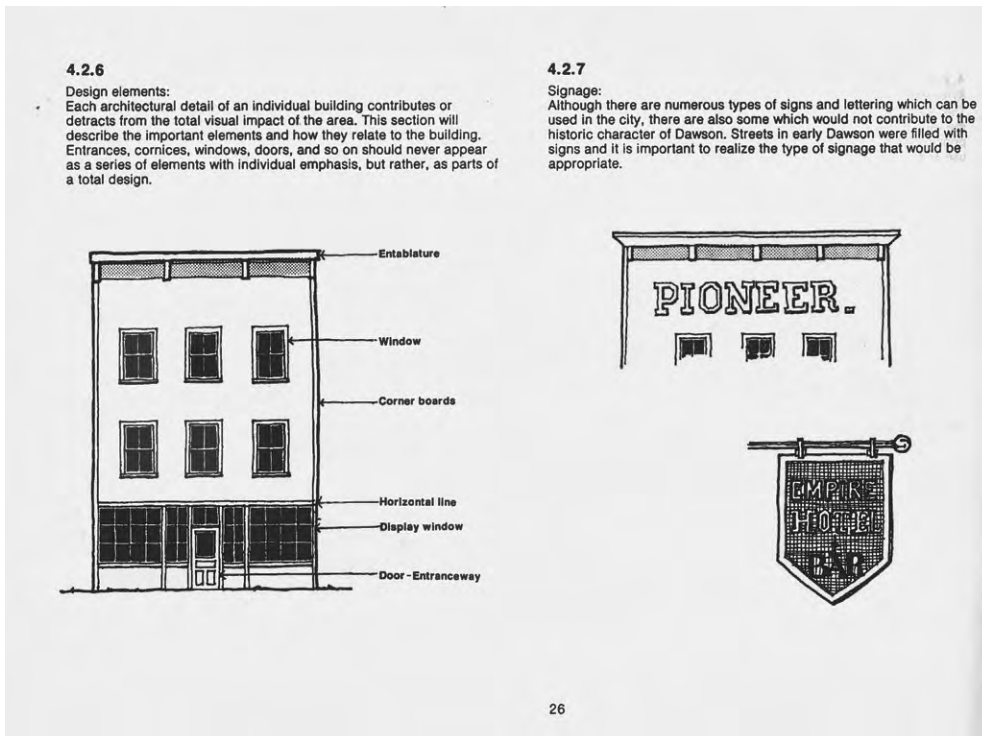 4.2.6
Design elements:
Each architectural detail of an individual building contributes or
detracts from the total visual impact of the area. This section will
describe the important elements and how they relate to the building.
Entrances, cornices, windows, doors, and so on should never appear
as a series of elements with individual emphasis, but rather, as parts of
a total design.
Entablature
Window
Corner boards
Horizontal line
Display window
Door-Entranceway
4.2.7
Signage:
Although there are numerous types of signs and lettering which can be
used in the city, there are also some which would not contribute to the
historic character of Dawson. Streets in early Dawson were filled with
signs and it is important to realize the type of signage that would be
appropriate.
PIONEER.
EMPIRE
HOTEL
&
BAR
26